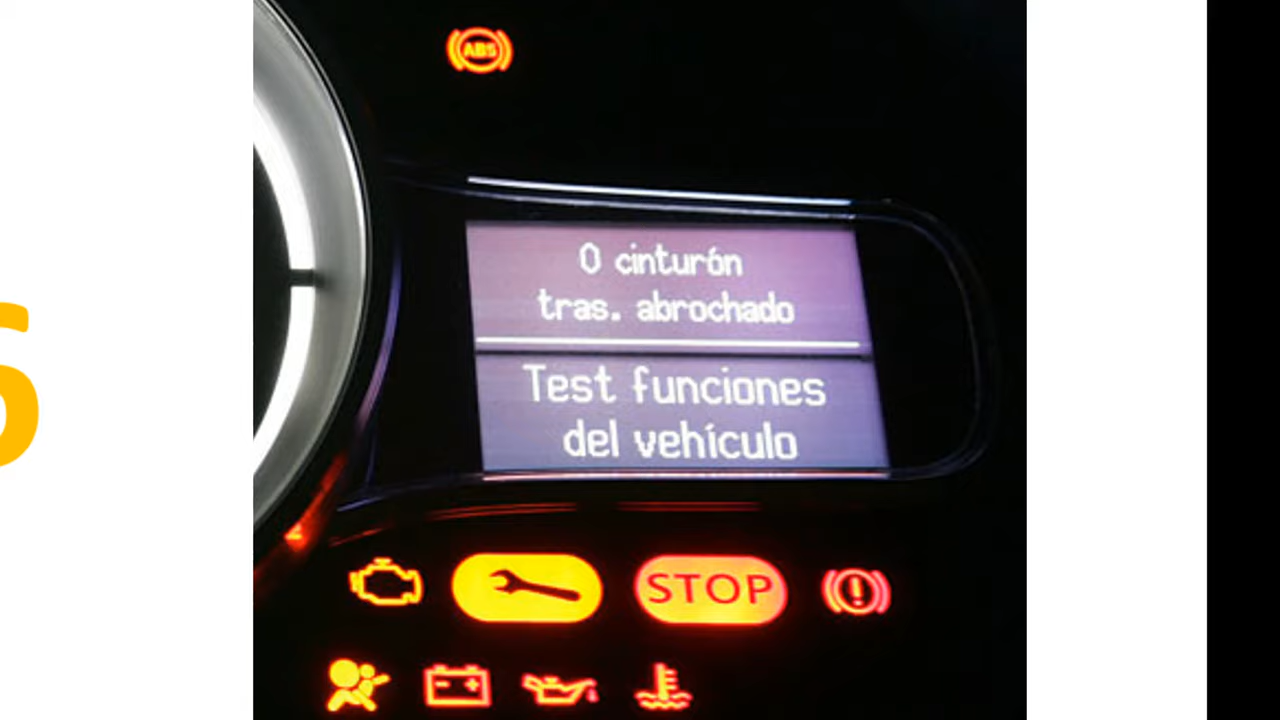 ABS
0 cinturón
tras. abrochado
Test funciones
del vehículo
STOP